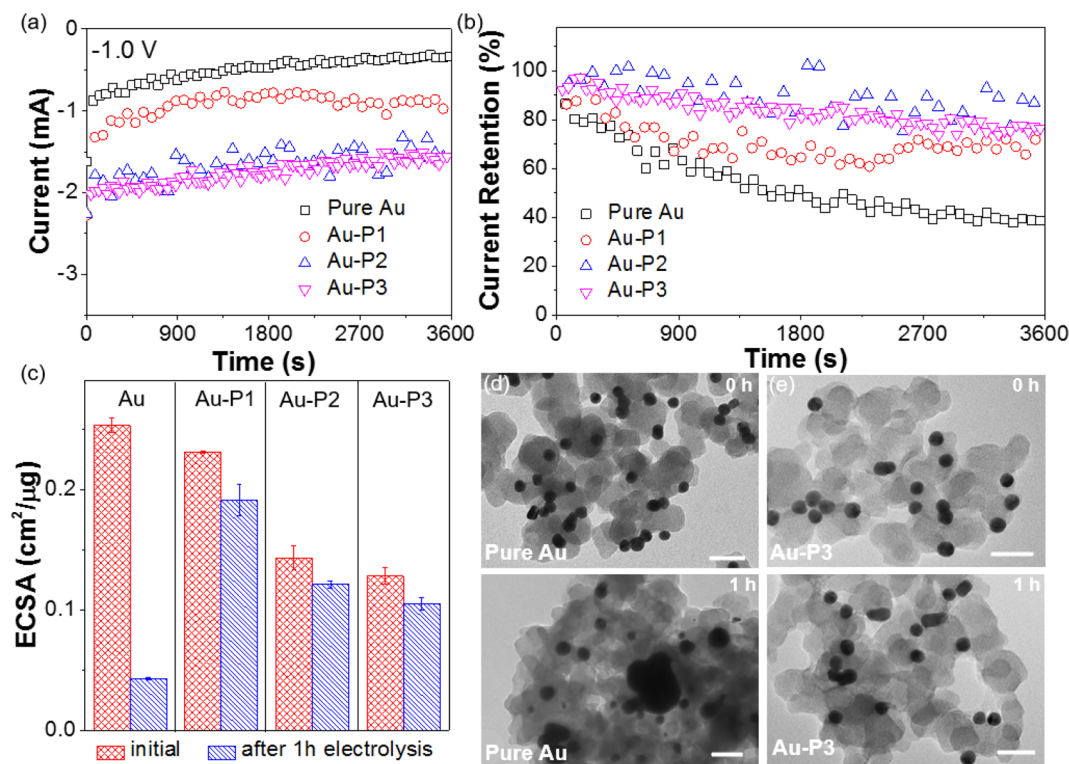 (a)
-1.0 V
0
-1
-2
-3
Current (mA)
Pure Au
Au-P1
Au-P2
Au-P3
0 900 1800 2700 3600
Time (s)
(b)
100
80
60
40
20
0
Current Retention (%)
Pure Au
Au-P1
Au-P2
Au-P3
0 900 1800 2700 3600
Time (s)
(c)
Au Au-P1 Au-P2 Au-P3
0.2
0.1
0.0
ECSA (cm²/µg)
initial after 1h electrolysis
(d) 0 h
Pure Au
1 h
Pure Au
(e) 0 h
Au-P3
1 h
Au-P3